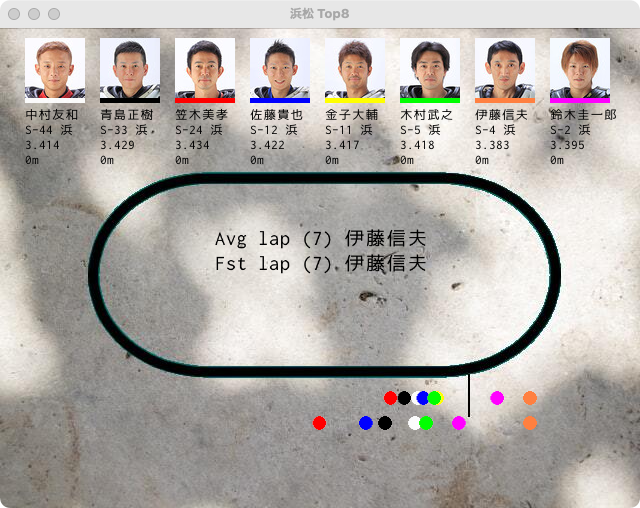 浜松 Top8
中村友和 青島正樹 笠木美孝 佐藤貴也 金子大輔 木村武之 伊藤信夫 鈴木圭一郎
S-44 浜 S-33 浜 S-24 浜 S-12 浜 S-11 浜 S-5 浜 S-4 浜 S-2 浜
3.414 3.429 3.434 3.422 3.417 3.418 3.383 3.395
0m 0m 0m 0m 0m 0m 0m 0m
Avg lap (7) 伊藤信夫
Fst lap (7) 伊藤信夫